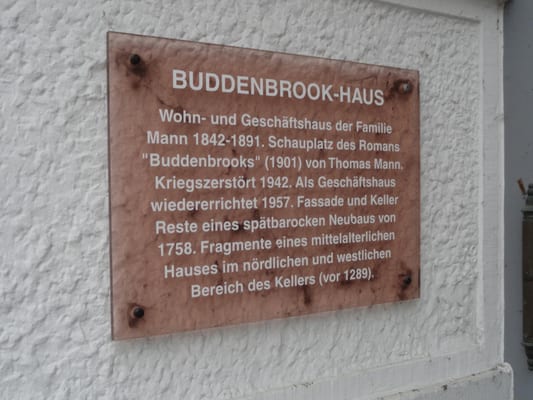 BUDDENBROOK-HAUS
Wohn- und Geschäftshaus der Familie
Mann 1842-1891. Schauplatz des Romans
"Buddenbrooks" (1901) von Thomas Mann.
Kriegszerstört 1942. Als Geschäftshaus
wiedererrichtet 1957. Fassade und Keller
Reste eines spätbarocken Neubaus von
1758. Fragmente eines mittelalterlichen
Hauses im nördlichen und westlichen
Bereich des Kellers (vor 1289).